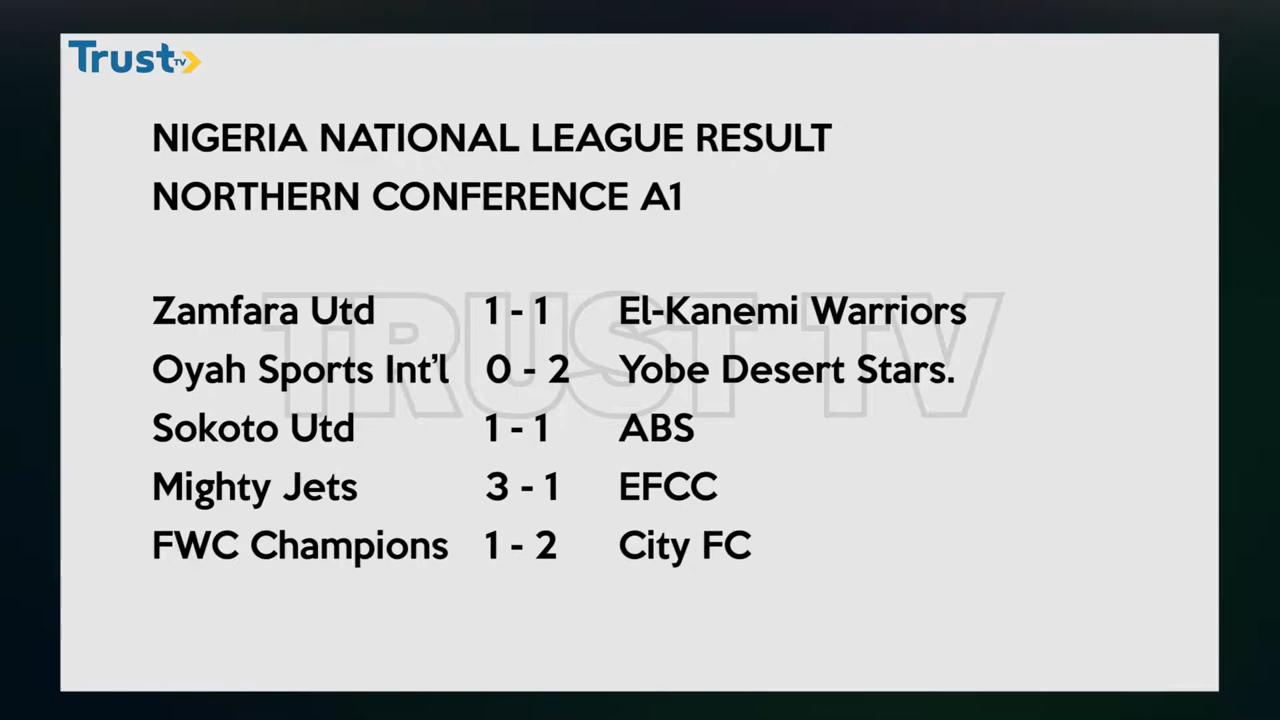 Trust TV
NIGERIA NATIONAL LEAGUE RESULT
NORTHERN CONFERENCE A1
Zamfara Utd 1 - 1 El-Kanemi Warriors
Oyah Sports Int'l 0 - 2 Yobe Desert Stars.
Sokoto Utd 1 - 1 ABS
Mighty Jets 3 - 1 EFCC
FWC Champions 1 - 2 City FC
TRUST TV